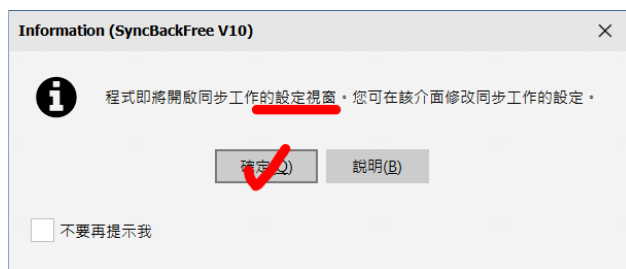 Information (SyncBackFree V10)
程式即將開啟同步工作的設定視窗。您可在該介面修改同步工作的設定。
確定(O) 說明(B)
不要再提示我